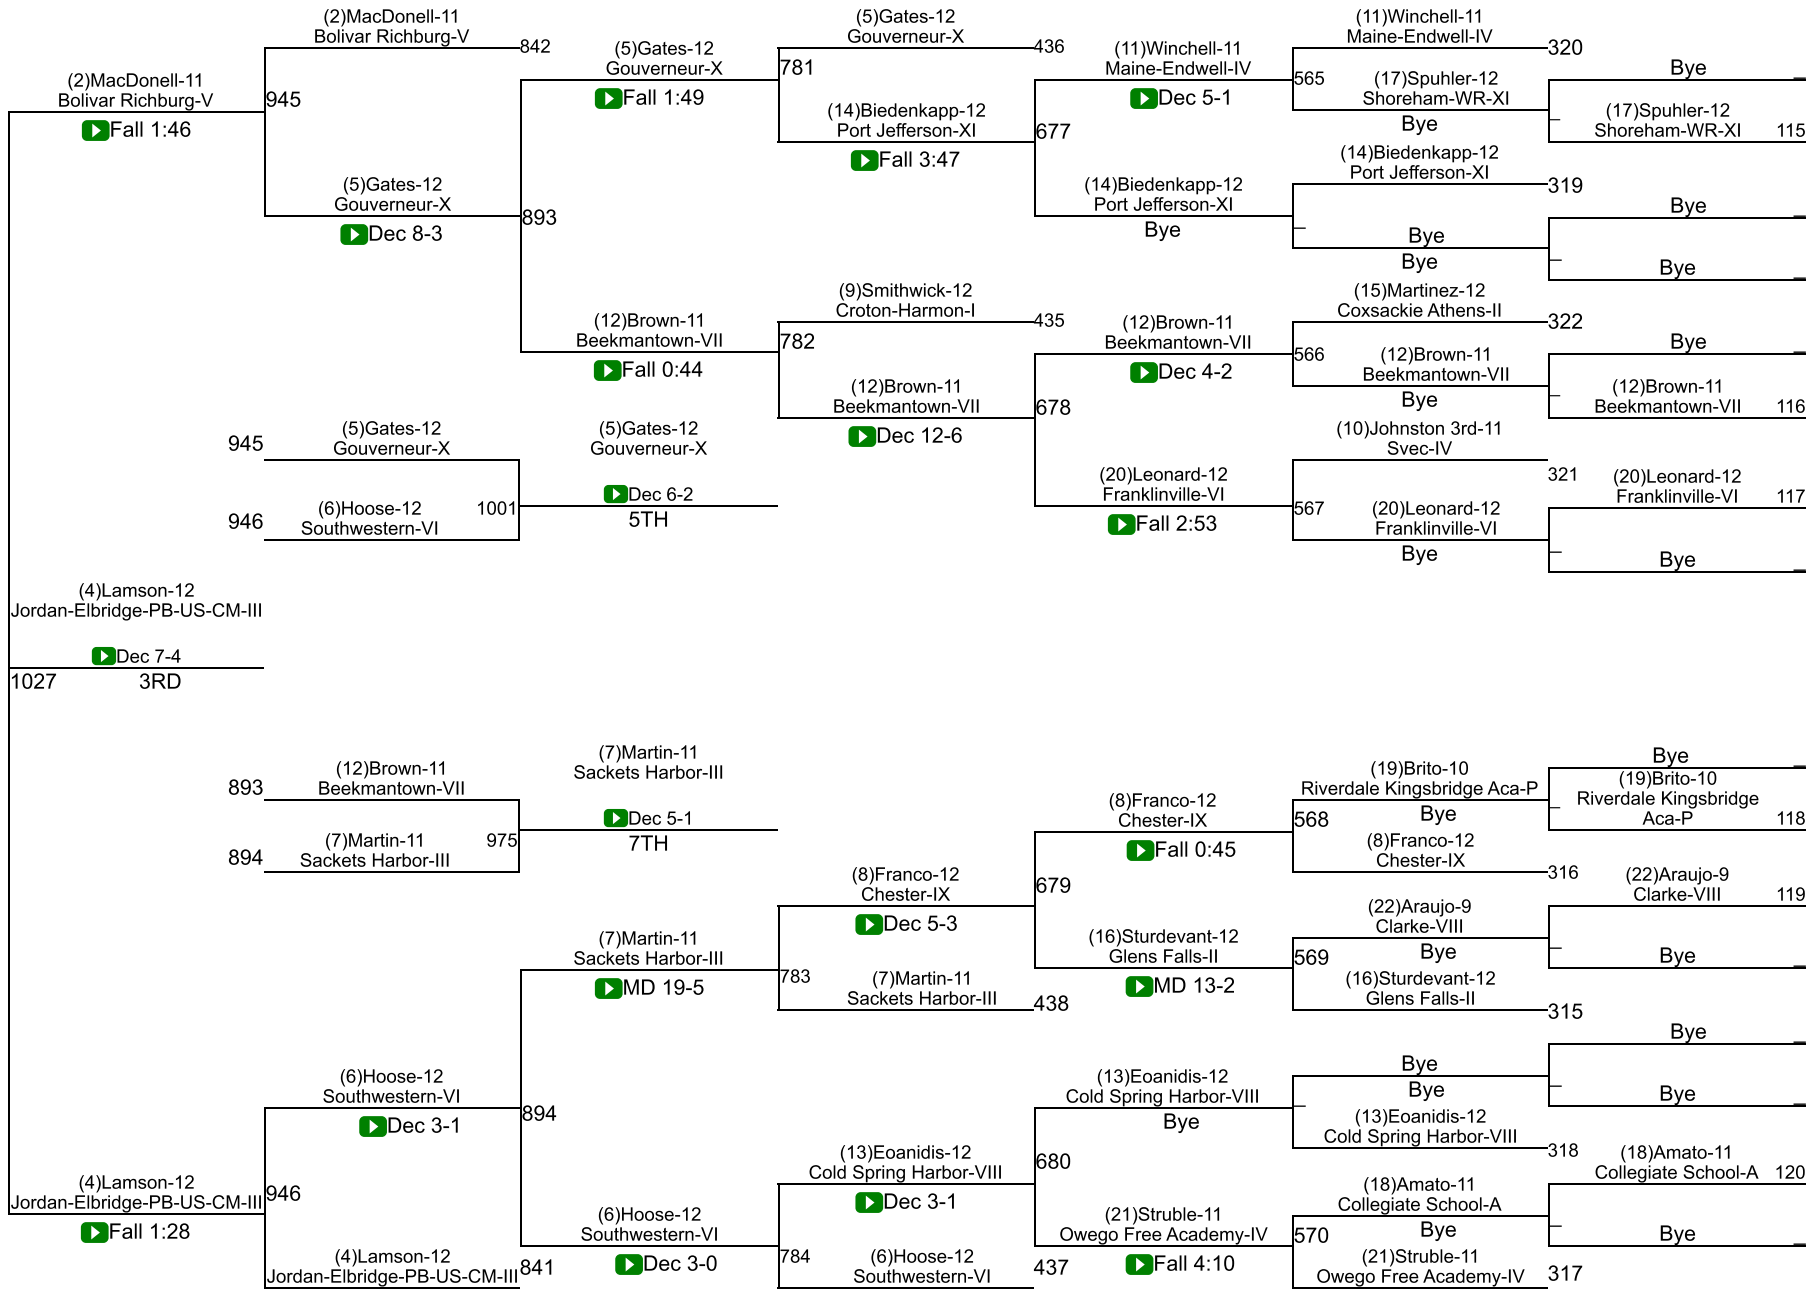 (2)MacDonell-11
Bolivar Richburg-V
Fall 1:46
(4)Lamson-12
Jordan-Elbridge-PB-US-CM-III
Dec 7-4
1027 3RD
(4)Lamson-12
Jordan-Elbridge-PB-US-CM-III
Fall 1:28
(2)MacDonell-11
Bolivar Richburg-V
842
945
(5)Gates-12
Gouverneur-X
Dec 8-3
945
(5)Gates-12
Gouverneur-X
946
(6)Hoose-12
Southwestern-VI
1001
893
(12)Brown-11
Beekmantown-VII
894
(7)Martin-11
Sackets Harbor-III
975
(6)Hoose-12
Southwestern-VI
Dec 3-1
946
(4)Lamson-12
Jordan-Elbridge-PB-US-CM-III
841
(5)Gates-12
Gouverneur-X
Fall 1:49
893
(12)Brown-11
Beekmantown-VII
Fall 0:44
(5)Gates-12
Gouverneur-X
Dec 6-2
5TH
(7)Martin-11
Sackets Harbor-III
Dec 5-1
7TH
(7)Martin-11
Sackets Harbor-III
MD 19-5
894
(6)Hoose-12
Southwestern-VI
Dec 3-0
(5)Gates-12
Gouverneur-X
436
781
(14)Biedenkapp-12
Port Jefferson-XI
Fall 3:47
(9)Smithwick-12
Croton-Harmon-I
435
782
(12)Brown-11
Beekmantown-VII
Dec 12-6
(8)Franco-12
Chester-IX
Dec 5-3
783
(7)Martin-11
Sackets Harbor-III
438
(13)Eoanidis-12
Cold Spring Harbor-VIII
Dec 3-1
784
(6)Hoose-12
Southwestern-VI
437
(11)Winchell-11
Maine-Endwell-IV
Dec 5-1
677
(14)Biedenkapp-12
Port Jefferson-XI
Bye
(12)Brown-11
Beekmantown-VII
Dec 4-2
678
(20)Leonard-12
Franklinville-VI
Fall 2:53
(8)Franco-12
Chester-IX
Fall 0:45
679
(16)Sturdevant-12
Glens Falls-II
MD 13-2
(13)Eoanidis-12
Cold Spring Harbor-VIII
Bye
680
(21)Struble-11
Owego Free Academy-IV
Fall 4:10
(11)Winchell-11
Maine-Endwell-IV
320
565
(17)Spuhler-12
Shoreham-WR-XI
Bye
(14)Biedenkapp-12
Port Jefferson-XI
319
Bye
Bye
(15)Martinez-12
Coxsackie Athens-II
322
566
(12)Brown-11
Beekmantown-VII
Bye
(10)Johnston 3rd-11
Svec-IV
321
567
(20)Leonard-12
Franklinville-VI
Bye
(19)Brito-10
Riverdale Kingsbridge Aca-P
Bye
568
(8)Franco-12
Chester-IX
316
(22)Araujo-9
Clarke-VIII
Bye
569
(16)Sturdevant-12
Glens Falls-II
315
Bye
Bye
(13)Eoanidis-12
Cold Spring Harbor-VIII
318
(18)Amato-11
Collegiate School-A
Bye
570
(21)Struble-11
Owego Free Academy-IV
317
Bye
(17)Spuhler-12
Shoreham-WR-XI
115
Bye
Bye
Bye
(12)Brown-11
Beekmantown-VII
116
(20)Leonard-12
Franklinville-VI
117
Bye
Bye
(19)Brito-10
Riverdale Kingsbridge
Aca-P
118
(22)Araujo-9
Clarke-VIII
119
Bye
Bye
Bye
(18)Amato-11
Collegiate School-A
120
Bye